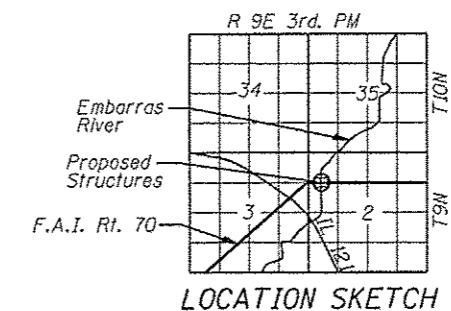 R 9E 3rd. PM
34
35
T10N
Embarras
River
Proposed
Structures
F.A.I. Rt. 70
3
2
T9N
IL 121
LOCATION SKETCH